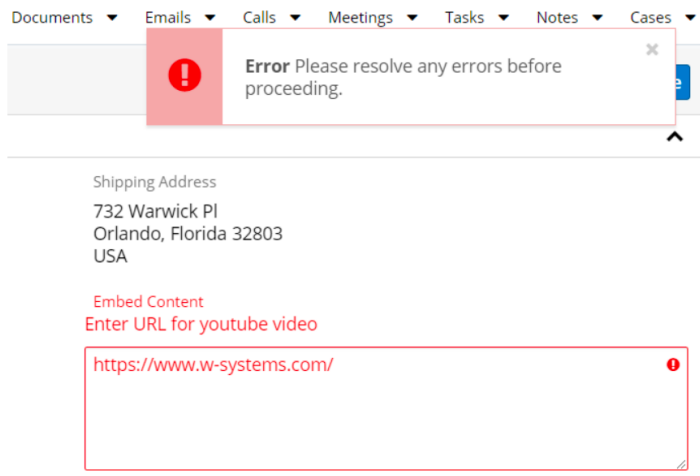 Documents Emails Calls Meetings Tasks Notes Cases
Error Please resolve any errors before
proceeding.
e
Shipping Address
732 Warwick Pl
Orlando, Florida 32803
USA
Embed Content
Enter URL for youtube video
https://www.w-systems.com/